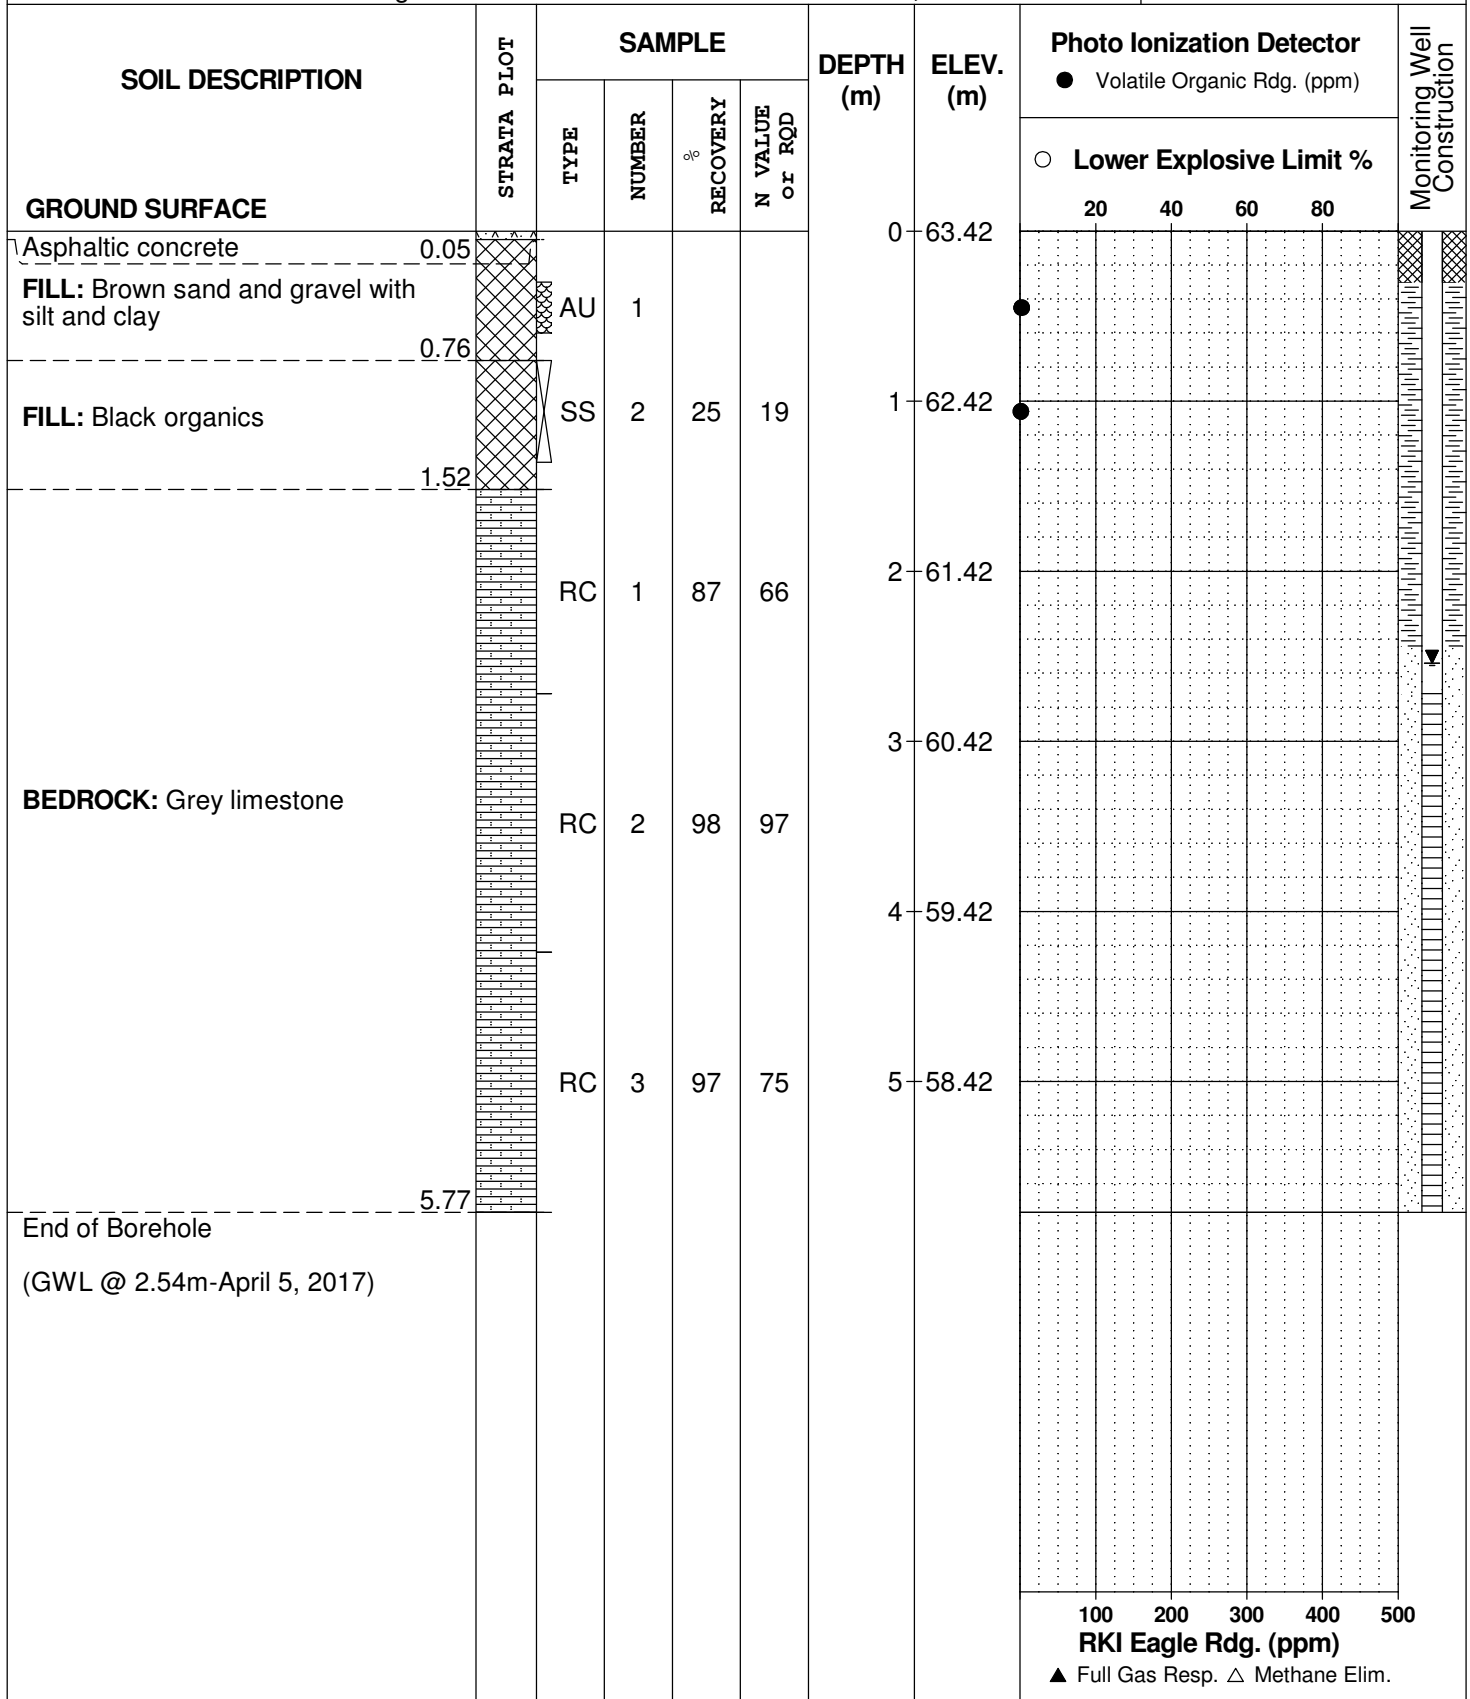 SOIL DESCRIPTION
GROUND SURFACE
STRATA PLOT
SAMPLE
TYPE
NUMBER
%
RECOVERY
N VALUE
or RQD
DEPTH
(m)
ELEV.
(m)
Photo Ionization Detector
● Volatile Organic Rdg. (ppm)
○ Lower Explosive Limit %
20 40 60 80
Monitoring Well
Construction
0 63.42
Asphaltic concrete 0.05
FILL: Brown sand and gravel with
silt and clay
0.76
AU 1
1 62.42
FILL: Black organics
1.52
SS 2 25 19
2 61.42
RC 1 87 66
3 60.42
BEDROCK: Grey limestone
RC 2 98 97
4 59.42
RC 3 97 75
5 58.42
5.77
End of Borehole
(GWL @ 2.54m-April 5, 2017)
100 200 300 400 500
RKI Eagle Rdg. (ppm)
▲ Full Gas Resp. △ Methane Elim.